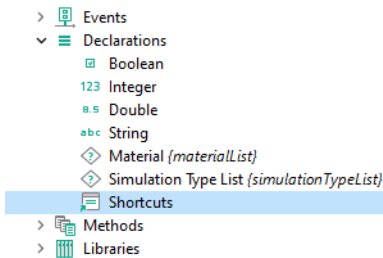 Events
Declarations
Boolean
123 Integer
8.5 Double
abc String
? Material {materialList}
? Simulation Type List {simulationTypeList}
Shortcuts
Methods
Libraries